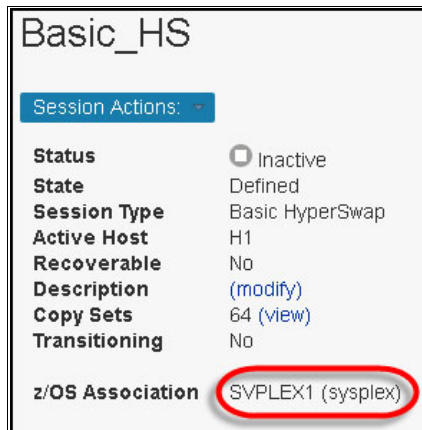 Basic_HS
Session Actions:
Status Inactive
State Defined
Session Type Basic HyperSwap
Active Host H1
Recoverable No
Description (modify)
Copy Sets 64 (view)
Transitioning No
z/OS Association SVPLEX1 (sysplex)